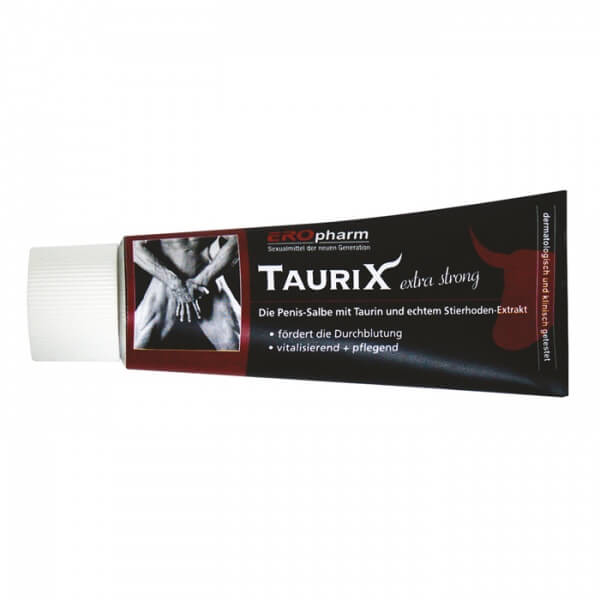 EROpharm
Sexualmittel der neuen Generation
TAURIX extra strong
Die Penis-Salbe mit Taurin und echtem Stierhoden-Extrakt
• fördert die Durchblutung
• vitalisierend + pflegend
dermatologisch und klinisch getestet